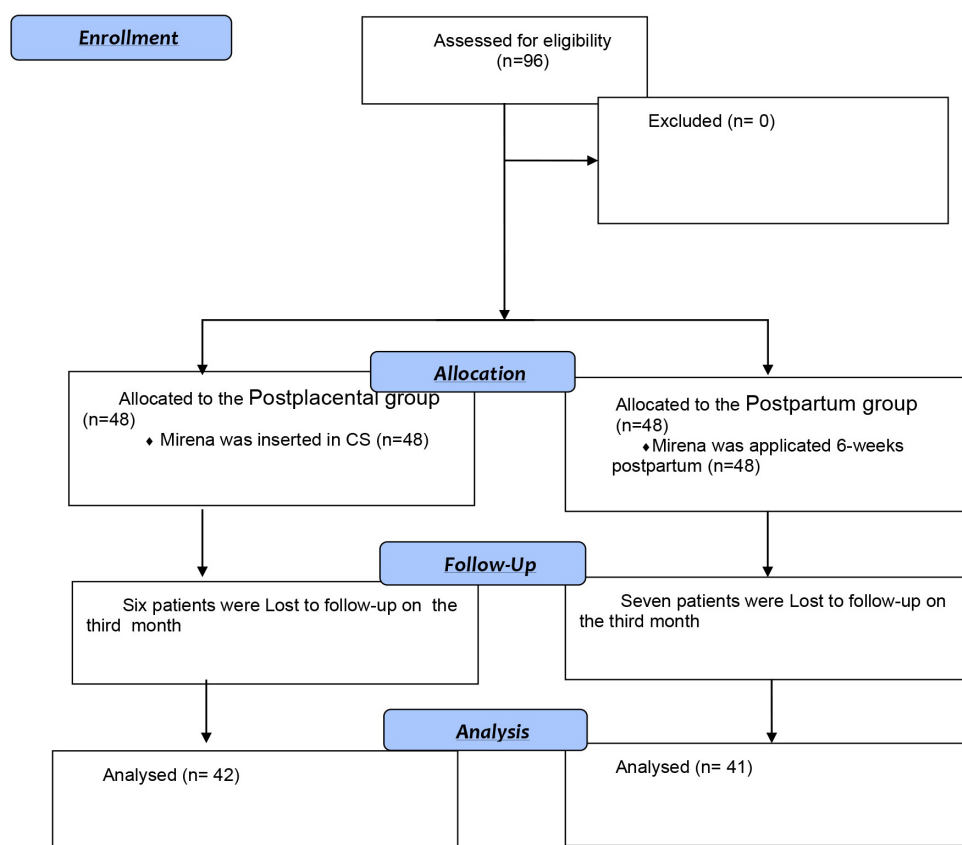 Enrollment
Assessed for eligibility
(n=96)
Excluded (n= 0)
Allocation
Allocated to the Postplacental group
(n=48)
♦ Mirena was inserted in CS (n=48)
Allocated to the Postpartum group
(n=48)
♦Mirena was applicated 6-weeks
postpartum (n=48)
Follow-Up
Six patients were Lost to follow-up on the
third month
Seven patients were Lost to follow-up on
the third month
Analysis
Analysed (n= 42)
Analysed (n= 41)